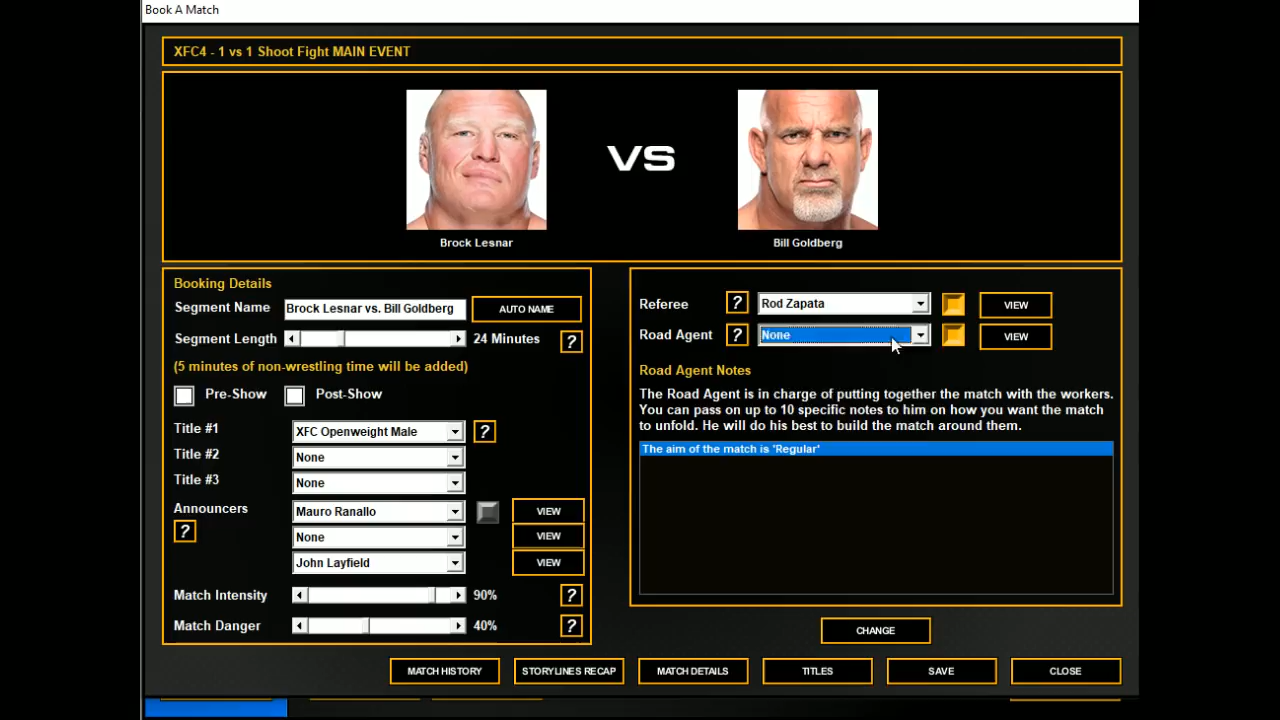 Book A Match
XFC4 - 1 vs 1 Shoot Fight MAIN EVENT
VS
Brock Lesnar
Bill Goldberg
Booking Details
Segment Name
Brock Lesnar vs. Bill Goldberg
AUTO NAME
Segment Length
24 Minutes
?
(5 minutes of non-wrestling time will be added)
Pre-Show
Post-Show
Title #1
XFC Openweight Male
?
Title #2
None
Title #3
None
Announcers
?
Mauro Ranallo
VIEW
None
VIEW
John Layfield
VIEW
Match Intensity
90%
?
Match Danger
40%
?
Referee
?
Rod Zapata
VIEW
Road Agent
?
None
VIEW
Road Agent Notes
The Road Agent is in charge of putting together the match with the workers.
You can pass on up to 10 specific notes to him on how you want the match
to unfold. He will do his best to build the match around them.
The aim of the match is 'Regular'
CHANGE
MATCH HISTORY
STORYLINES RECAP
MATCH DETAILS
TITLES
SAVE
CLOSE